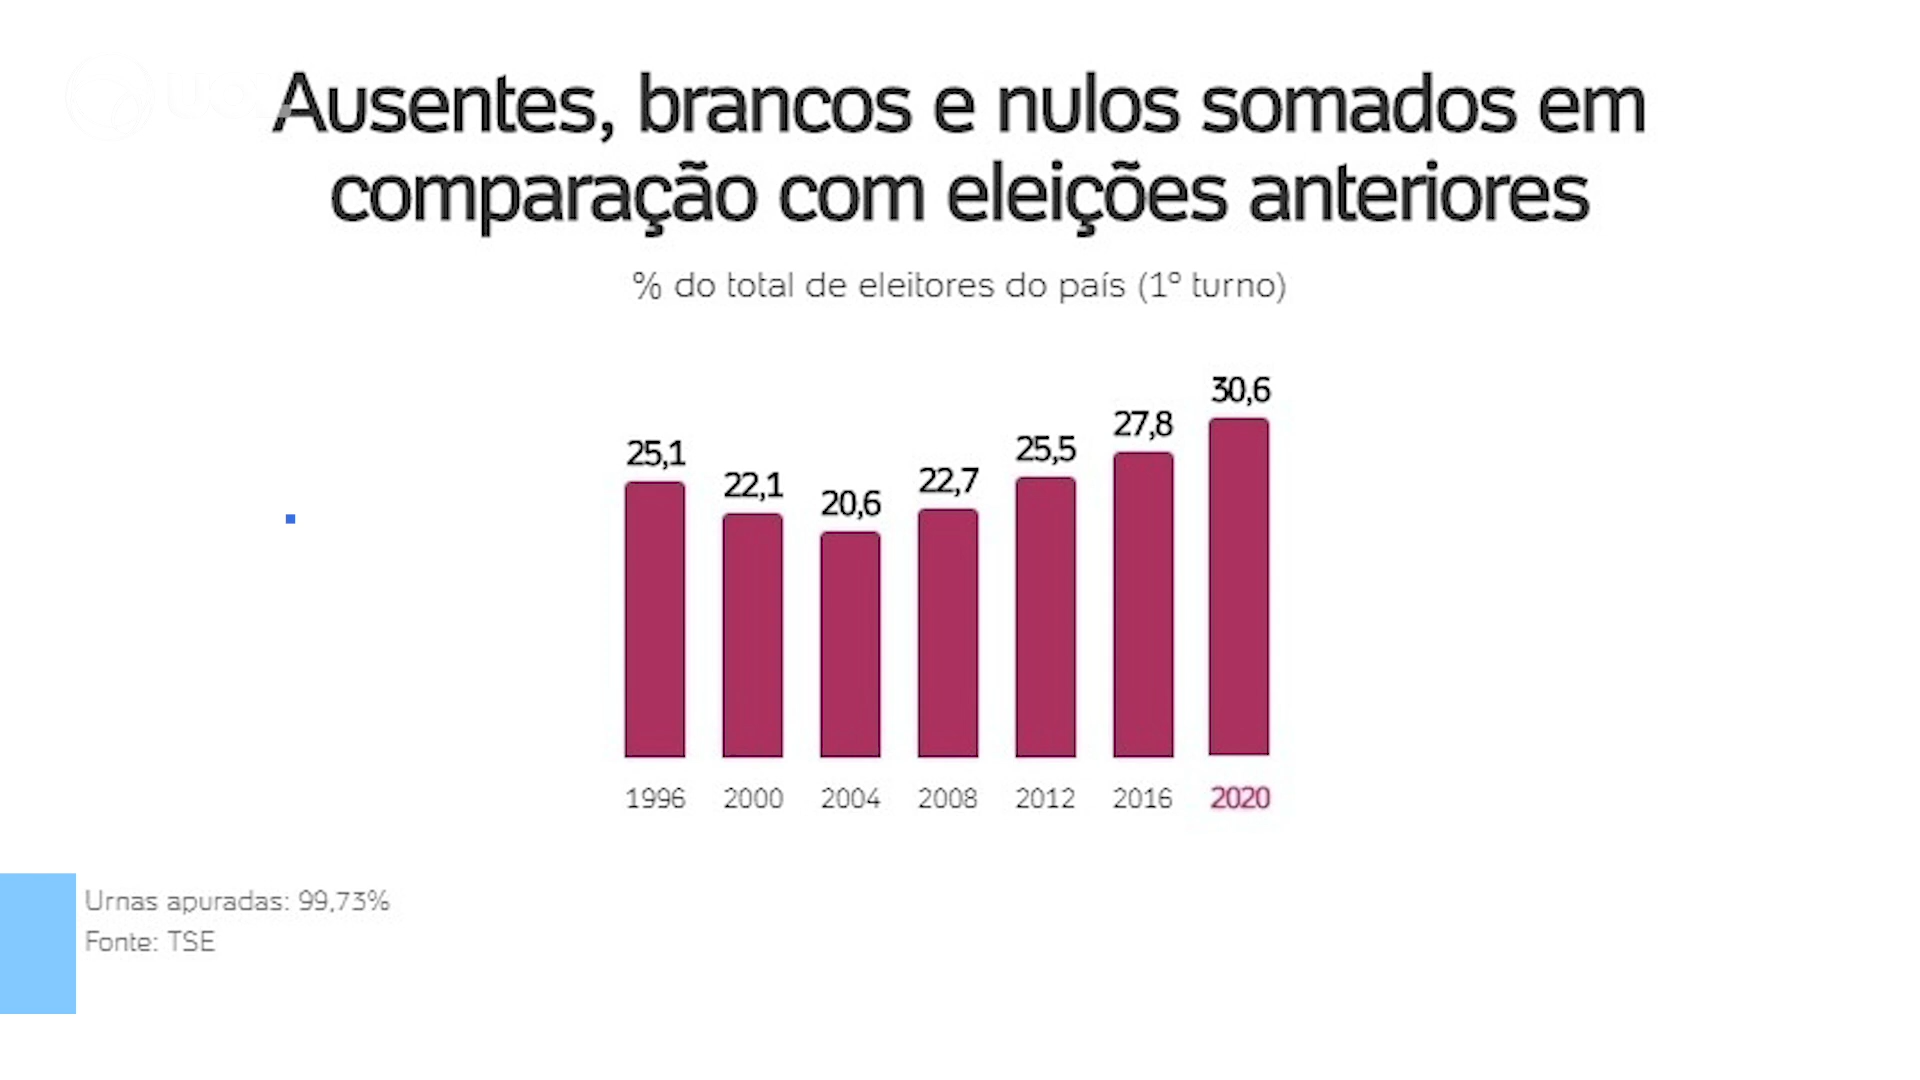 Ausentes, brancos e nulos somados em
comparação com eleições anteriores
% do total de eleitores do país (1º turno)
25,1 22,1 20,6 22,7 25,5 27,8 30,6
1996 2000 2004 2008 2012 2016 2020
Urnas apuradas: 99,73%
Fonte: TSE